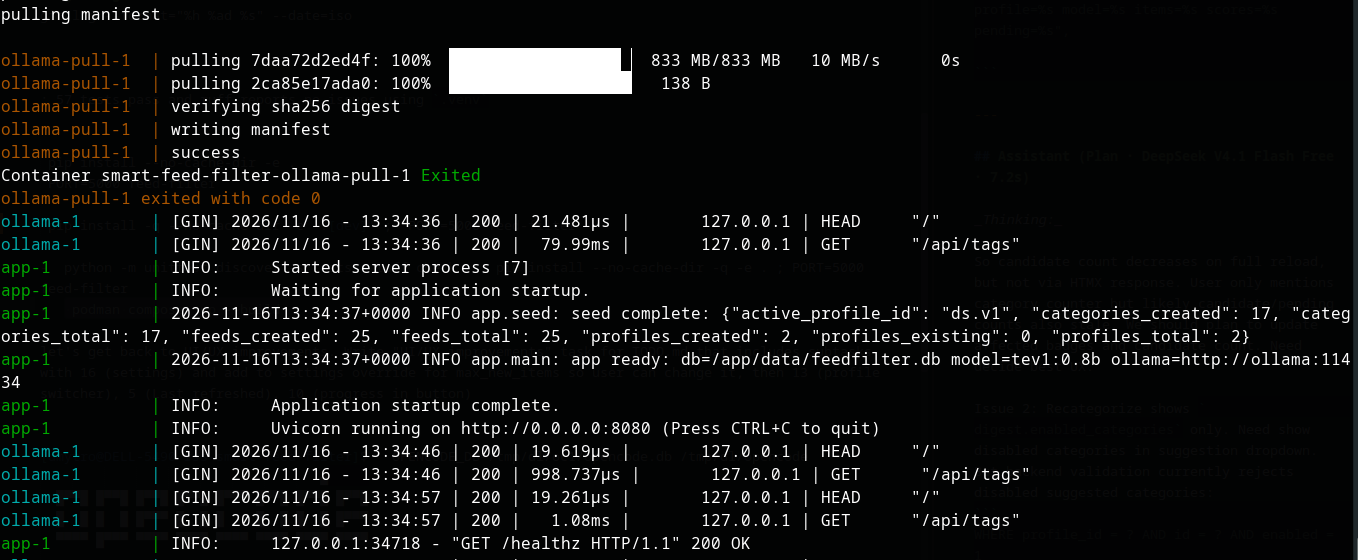 pulling manifest
ollama-pull-1  | pulling 7daa72d2ed4f: 100%  833 MB/833 MB   10 MB/s      0s
ollama-pull-1  | pulling 2ca85e17ada0: 100%  138 B
ollama-pull-1  | verifying sha256 digest
ollama-pull-1  | writing manifest
ollama-pull-1  | success
Container smart-feed-filter-ollama-pull-1 Exited
ollama-pull-1 exited with code 0
ollama-1       | [GIN] 2026/11/16 - 13:34:36 | 200 | 21.481µs |       127.0.0.1 | HEAD     "/"
ollama-1       | [GIN] 2026/11/16 - 13:34:36 | 200 |  79.99ms |       127.0.0.1 | GET      "/api/tags"
app-1          | INFO:     Started server process [7]
app-1          | INFO:     Waiting for application startup.
app-1          | 2026-11-16T13:34:37+0000 INFO app.seed: seed complete: {"active_profile_id": "ds.v1", "categories_created": 17, "categ
ories_total": 17, "feeds_created": 25, "feeds_total": 25, "profiles_created": 2, "profiles_existing": 0, "profiles_total": 2}
app-1          | 2026-11-16T13:34:37+0000 INFO app.main: app ready: db=/app/data/feedfilter.db model=tev1:0.8b ollama=http://ollama:114
34
app-1          | INFO:     Application startup complete.
app-1          | INFO:     Uvicorn running on http://0.0.0.0:8080 (Press CTRL+C to quit)
ollama-1       | [GIN] 2026/11/16 - 13:34:46 | 200 | 19.619µs |       127.0.0.1 | HEAD     "/"
ollama-1       | [GIN] 2026/11/16 - 13:34:46 | 200 | 998.737µs |       127.0.0.1 | GET      "/api/tags"
ollama-1       | [GIN] 2026/11/16 - 13:34:57 | 200 | 19.261µs |       127.0.0.1 | HEAD     "/"
ollama-1       | [GIN] 2026/11/16 - 13:34:57 | 200 |   1.08ms |       127.0.0.1 | GET      "/api/tags"
app-1          | INFO:     127.0.0.1:34718 - "GET /healthz HTTP/1.1" 200 OK